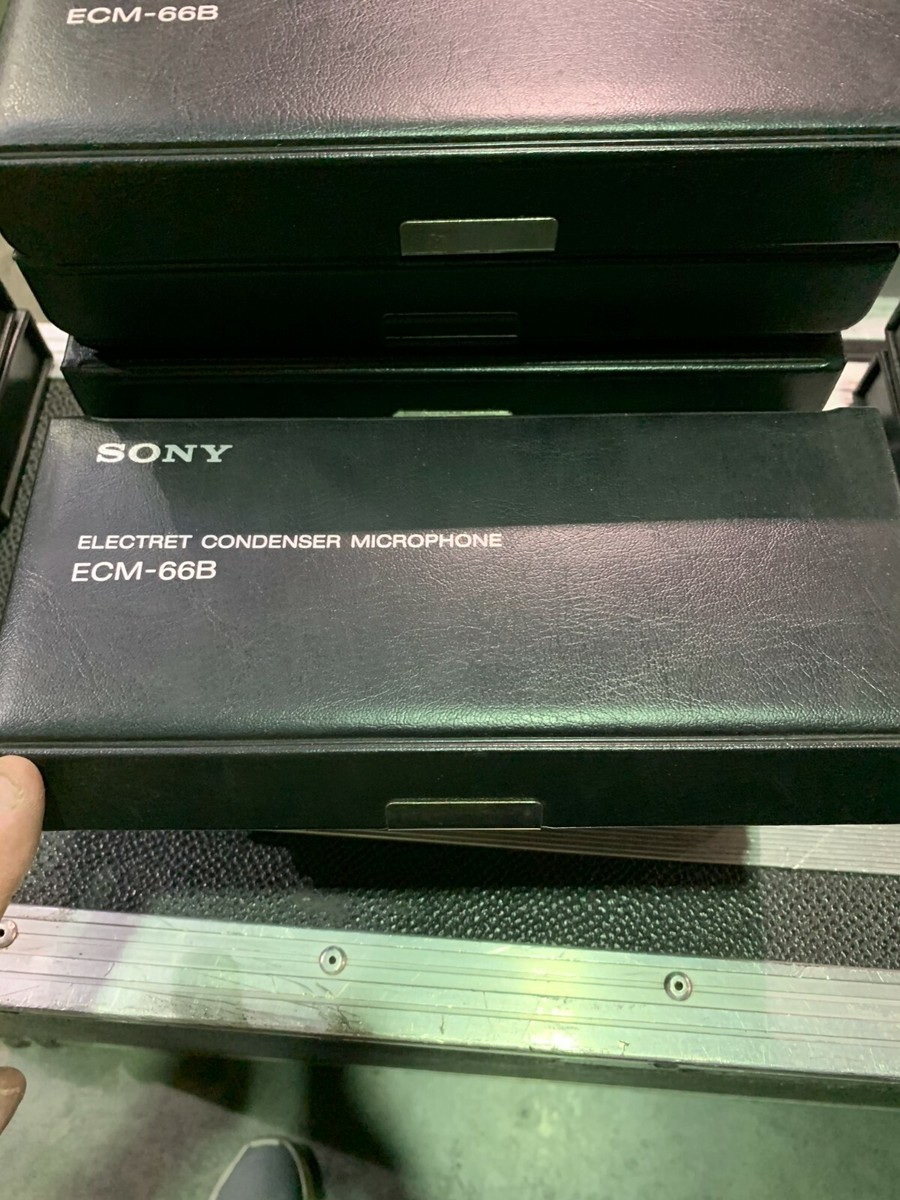 ECM-66B
SONY
ELECTRET CONDENSER MICROPHONE
ECM-66B